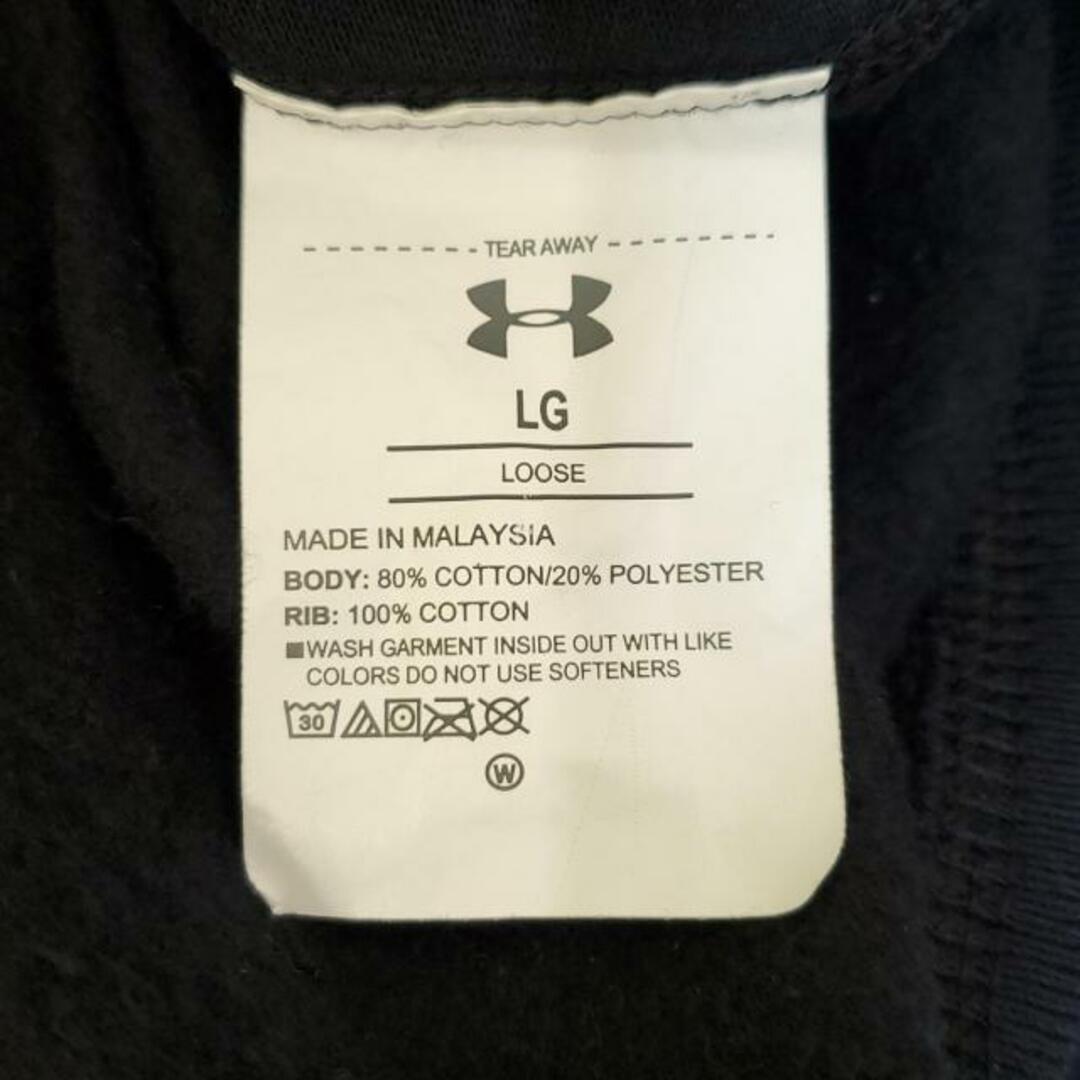 TEAR AWAY
LG
LOOSE
MADE IN MALAYSIA
BODY: 80% COTTON/20% POLYESTER
RIB: 100% COTTON
WASH GARMENT INSIDE OUT WITH LIKE
COLORS DO NOT USE SOFTENERS
30
W